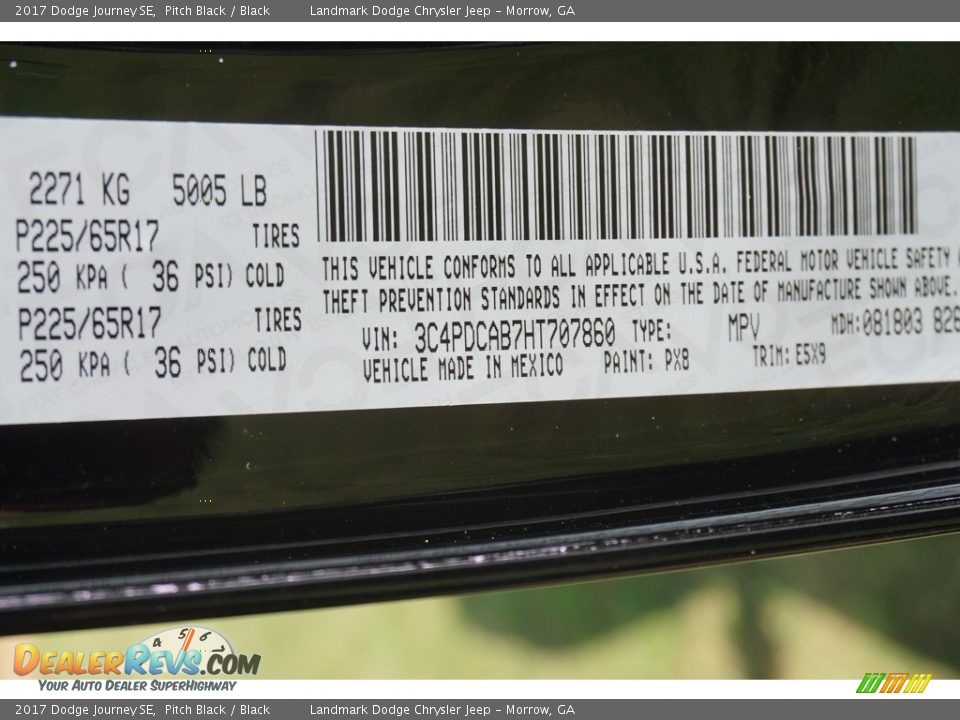 2017 Dodge Journey SE, Pitch Black / Black Landmark Dodge Chrysler Jeep - Morrow, GA
2271 KG 5005 LB
P225/65R17 TIRES
250 KPA ( 36 PSI) COLD
P225/65R17 TIRES
250 KPA ( 36 PSI) COLD
THIS VEHICLE CONFORMS TO ALL APPLICABLE U.S.A. FEDERAL MOTOR VEHICLE SAFETY
THEFT PREVENTION STANDARDS IN EFFECT ON THE DATE OF MANUFACTURE SHOWN ABOVE.
VIN: 3C4PDCAB7HT707860 TYPE: MPV MDH:081803 826
VEHICLE MADE IN MEXICO PAINT: PX8 TRIM: E5X9
4 5 6
DEALERREVS.COM
YOUR AUTO DEALER SUPERHIGHWAY
2017 Dodge Journey SE, Pitch Black / Black Landmark Dodge Chrysler Jeep - Morrow, GA